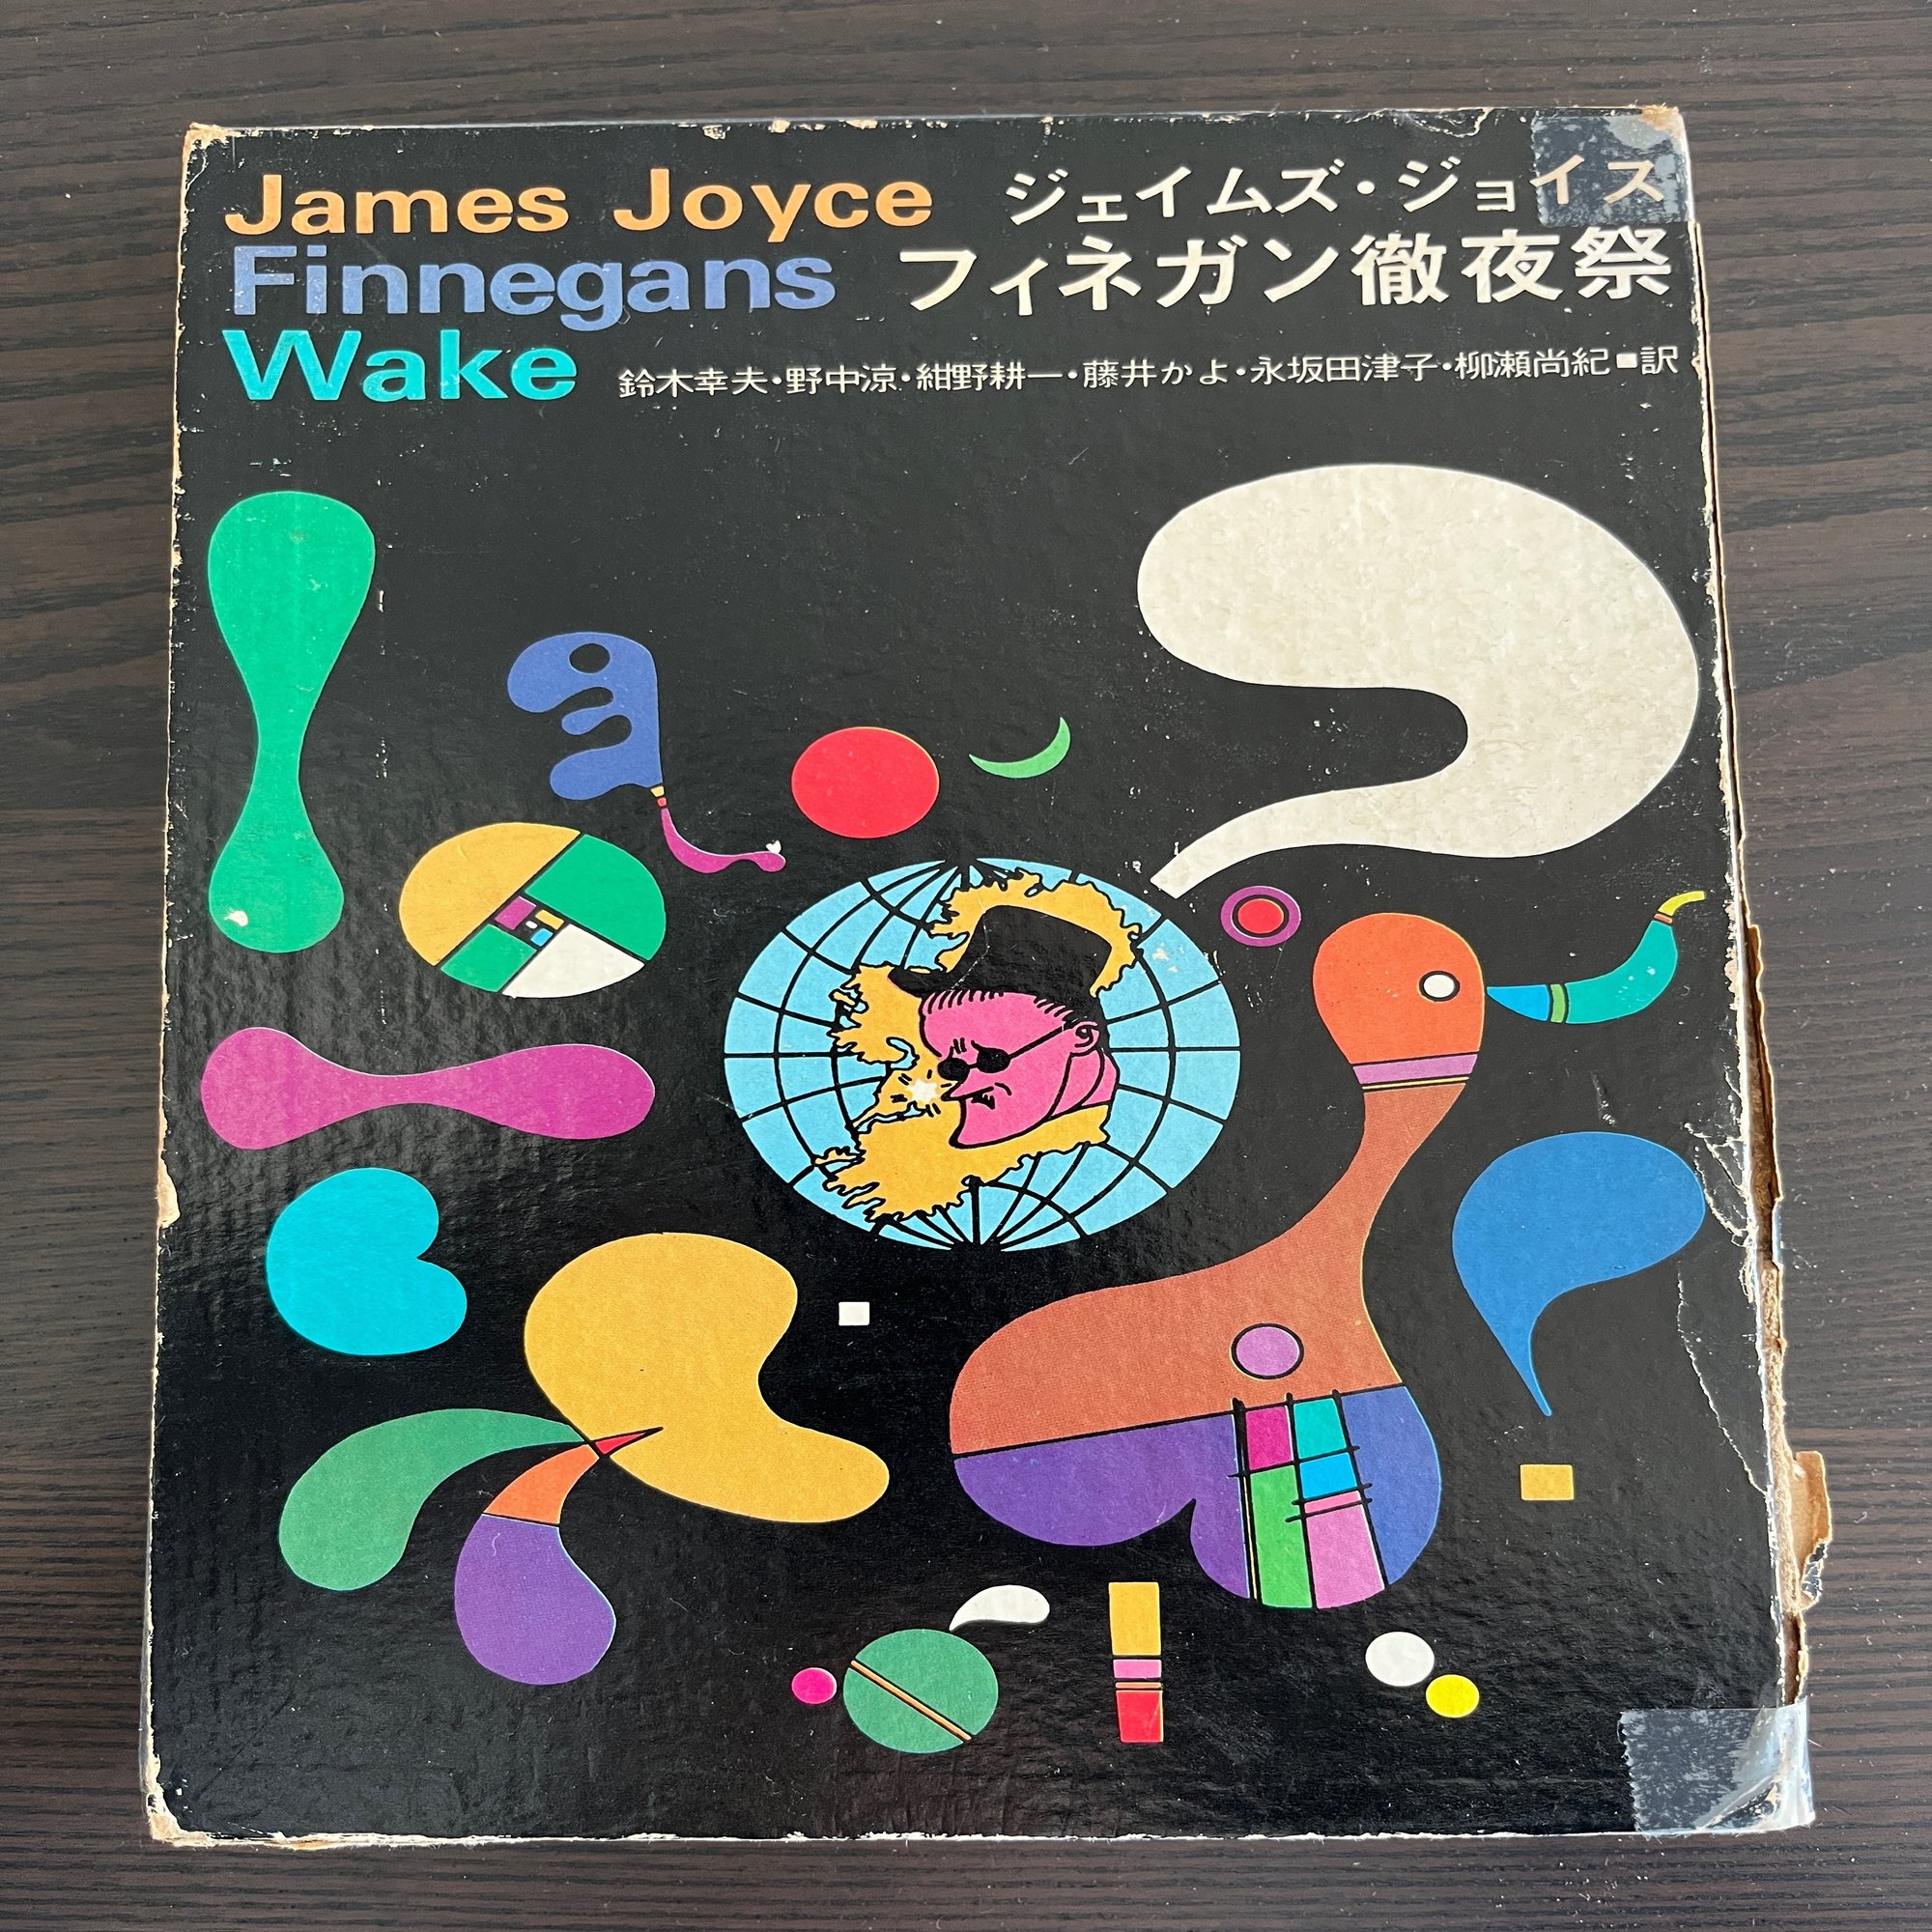 James Joyce
ジェイムズ・ジョイス
Finnegans
フィネガン徹夜祭
Wake
鈴木幸夫・野中涼・紺野耕一・藤井かよ・永坂田津子・柳瀬尚紀■訳